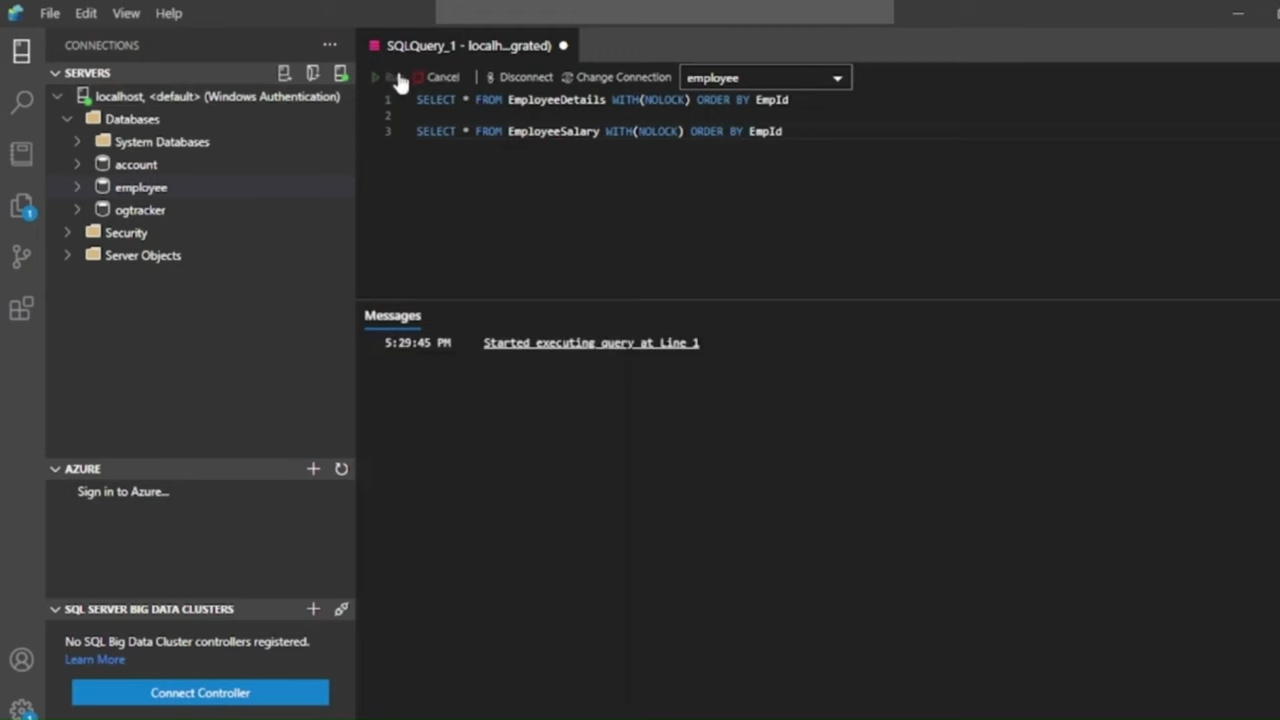 File Edit View Help
CONNECTIONS
SERVERS
localhost, <default> (Windows Authentication)
Databases
System Databases
account
employee
ogtracker
Security
Server Objects
1
AZURE
Sign in to Azure...
SQL SERVER BIG DATA CLUSTERS
No SQL Big Data Cluster controllers registered.
Learn More
Connect Controller
SQLQuery_1 - localh...grated)
Cancel Disconnect Change Connection employee
1 SELECT * FROM EmployeeDetails WITH(NOLOCK) ORDER BY EmpId
2
3 SELECT * FROM EmployeeSalary WITH(NOLOCK) ORDER BY EmpId
Messages
5:29:45 PM Started executing query at Line 1